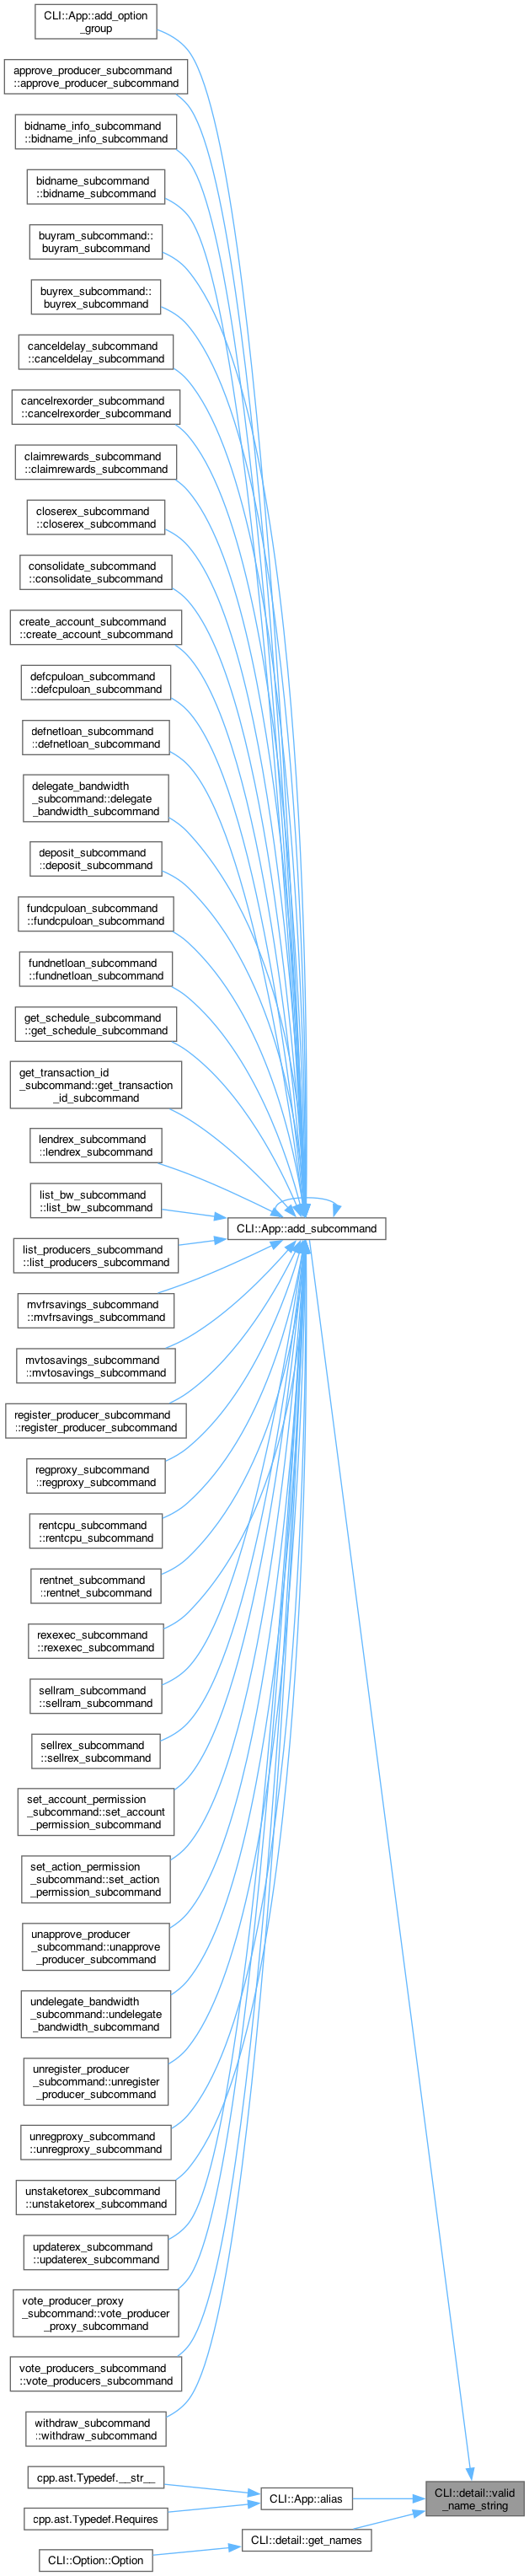 CLI::App::add_option
_group
approve_producer_subcommand
::approve_producer_subcommand
bidname_info_subcommand
::bidname_info_subcommand
bidname_subcommand
::bidname_subcommand
buyram_subcommand::
buyram_subcommand
buyrex_subcommand::
buyrex_subcommand
canceldelay_subcommand
::canceldelay_subcommand
cancelrexorder_subcommand
::cancelrexorder_subcommand
claimrewards_subcommand
::claimrewards_subcommand
closerex_subcommand
::closerex_subcommand
consolidate_subcommand
::consolidate_subcommand
create_account_subcommand
::create_account_subcommand
defcpuloan_subcommand
::defcpuloan_subcommand
defnetloan_subcommand
::defnetloan_subcommand
delegate_bandwidth
_subcommand::delegate
_bandwidth_subcommand
deposit_subcommand
::deposit_subcommand
fundcpuloan_subcommand
::fundcpuloan_subcommand
fundnetloan_subcommand
::fundnetloan_subcommand
get_schedule_subcommand
::get_schedule_subcommand
get_transaction_id
_subcommand::get_transaction
_id_subcommand
lendrex_subcommand
::lendrex_subcommand
list_bw_subcommand
::list_bw_subcommand
CLI::App::add_subcommand
list_producers_subcommand
::list_producers_subcommand
mvfrsavings_subcommand
::mvfrsavings_subcommand
mvtosavings_subcommand
::mvtosavings_subcommand
register_producer_subcommand
::register_producer_subcommand
regproxy_subcommand
::regproxy_subcommand
rentcpu_subcommand
::rentcpu_subcommand
rentnet_subcommand
::rentnet_subcommand
rexexec_subcommand
::rexexec_subcommand
sellram_subcommand
::sellram_subcommand
sellrex_subcommand
::sellrex_subcommand
set_account_permission
_subcommand::set_account
_permission_subcommand
set_action_permission
_subcommand::set_action
_permission_subcommand
unapprove_producer
_subcommand::unapprove
_producer_subcommand
undelegate_bandwidth
_subcommand::undelegate
_bandwidth_subcommand
unregister_producer
_subcommand::unregister
_producer_subcommand
unregproxy_subcommand
::unregproxy_subcommand
unstaketorex_subcommand
::unstaketorex_subcommand
updaterex_subcommand
::updaterex_subcommand
vote_producer_proxy
_subcommand::vote_producer
_proxy_subcommand
vote_producers_subcommand
::vote_producers_subcommand
withdraw_subcommand
::withdraw_subcommand
cpp.ast.Typedef.__str__
CLI::App::alias
CLI::detail::valid
_name_string
cpp.ast.Typedef.Requires
CLI::detail::get_names
CLI::Option::Option